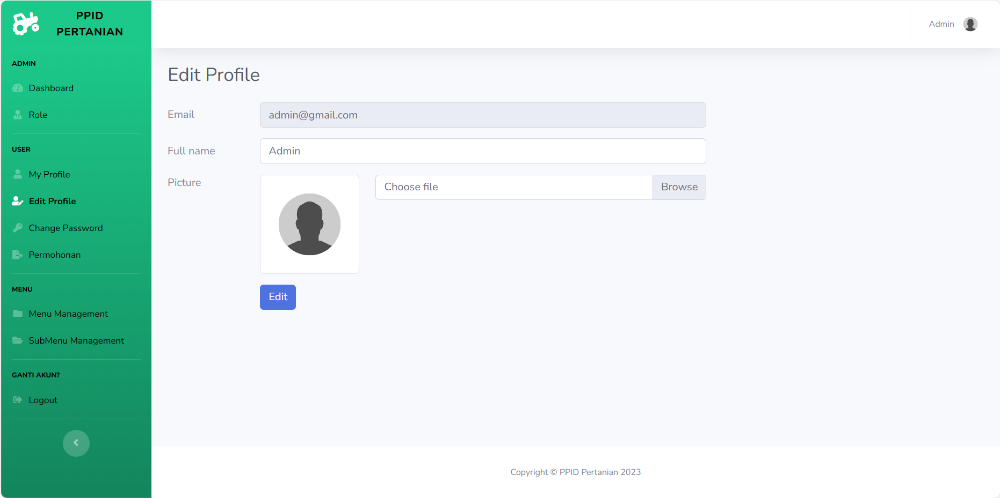 PPID
PERTANIAN
ADMIN
Dashboard
Role
USER
My Profile
Edit Profile
Change Password
Permohonan
MENU
Menu Management
SubMenu Management
GANTI AKUN?
Logout
Admin
Edit Profile
Email
admin@gmail.com
Full name
Admin
Picture
Choose file
Browse
Edit
Copyright © PPID Pertanian 2023